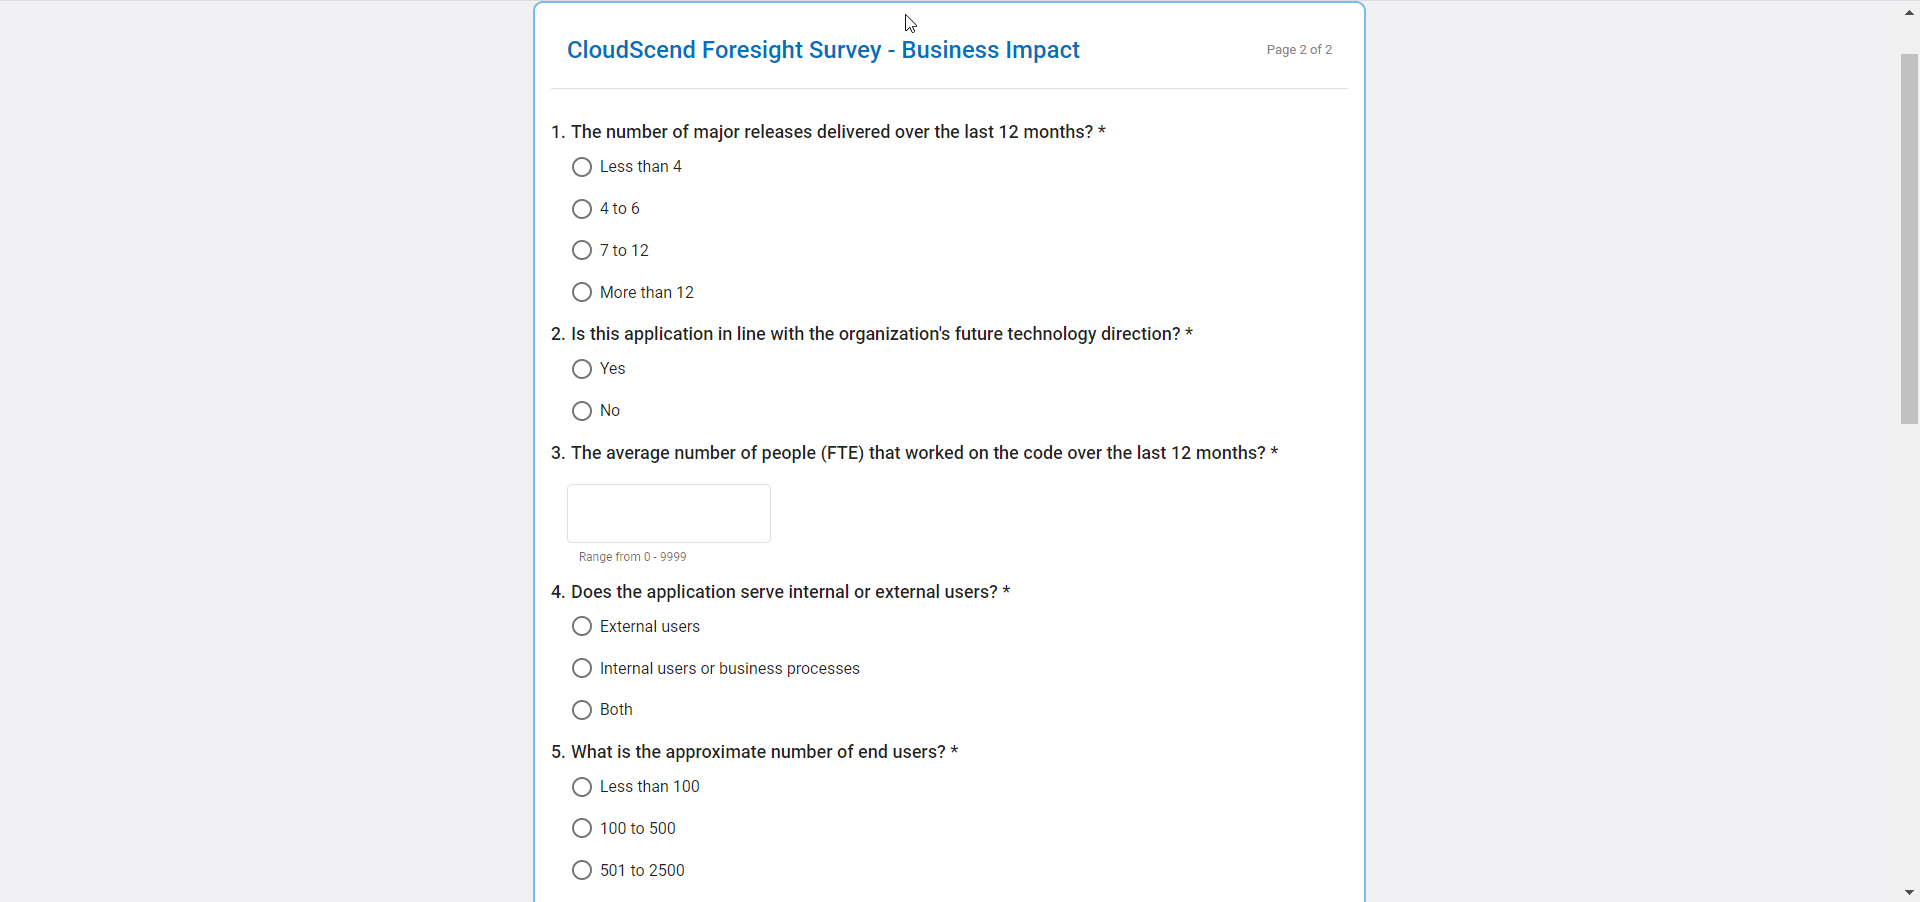 CloudScend Foresight Survey - Business Impact
Page 2 of 2
1. The number of major releases delivered over the last 12 months? *
Less than 4
4 to 6
7 to 12
More than 12
2. Is this application in line with the organization's future technology direction? *
Yes
No
3. The average number of people (FTE) that worked on the code over the last 12 months? *
Range from 0 - 9999
4. Does the application serve internal or external users? *
External users
Internal users or business processes
Both
5. What is the approximate number of end users? *
Less than 100
100 to 500
501 to 2500